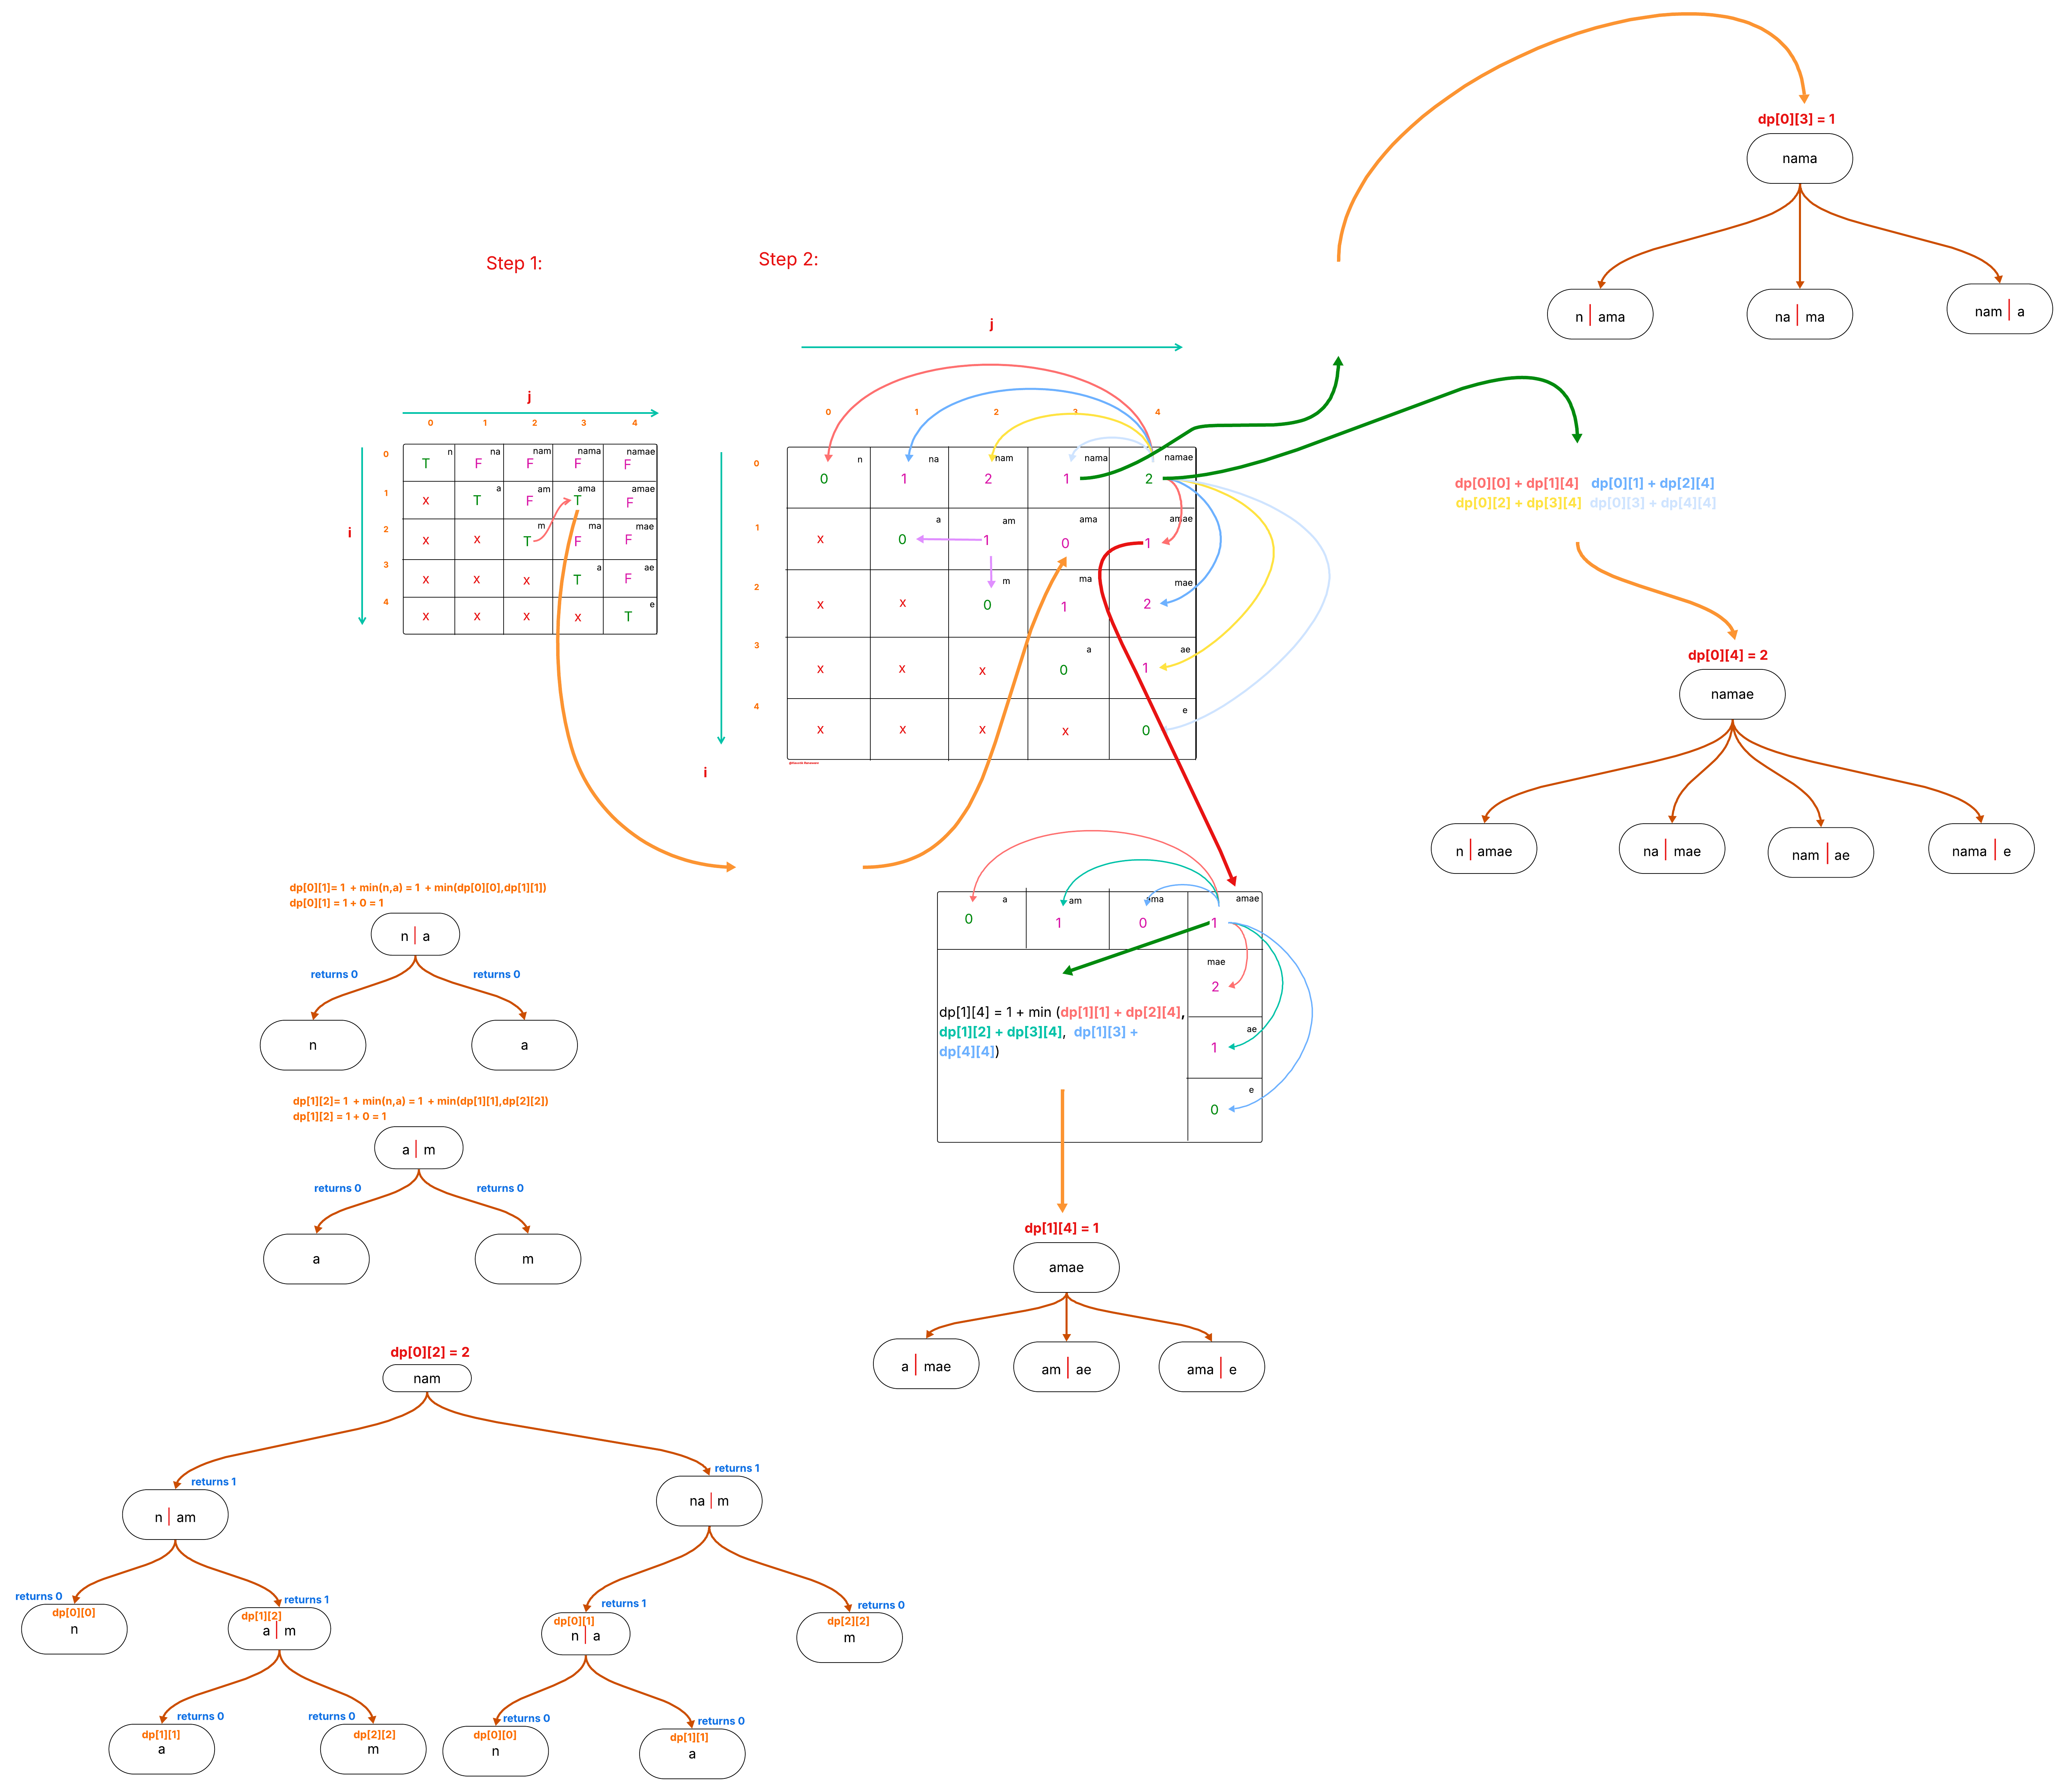 dp[0][3] = 1
nama
n | ama
na | ma
nam | a
Step 1:
Step 2:
j
0 1 2 3 4
i
0 T n F na F nam F nama F namae
1 x T a F am T ama F amae
2 x x T m F ma F mae
3 x x x T a F ae
4 x x x x T e
j
0 1 2 3 4
i
0 0 n 1 na 2 nam 1 nama 2 namae
1 x 0 a 1 am 0 ama 1 amae
2 x x 0 m 1 ma 2 mae
3 x x x 0 a 1 ae
4 x x x x 0 e
dp[0][0] + dp[1][4] dp[0][1] + dp[2][4]
dp[0][2] + dp[3][4] dp[0][3] + dp[4][4]
dp[0][4] = 2
namae
n | amae
na | mae
nam | ae
nama | e
dp[0][1]= 1 + min(n,a) = 1 + min(dp[0][0],dp[1][1])
dp[0][1] = 1 + 0 = 1
n | a
returns 0
returns 0
n
a
dp[1][2]= 1 + min(n,a) = 1 + min(dp[1][1],dp[2][2])
dp[1][2] = 1 + 0 = 1
a | m
returns 0
returns 0
a
m
0 a 1 am 0 ama 1 amae
mae
2
ae
1
e
0
dp[1][4] = 1 + min (dp[1][1] + dp[2][4],
dp[1][2] + dp[3][4], dp[1][3] +
dp[4][4])
dp[1][4] = 1
amae
a | mae
am | ae
ama | e
dp[0][2] = 2
nam
returns 1
returns 1
n | am
na | m
returns 0
returns 1
returns 1
returns 0
dp[0][0]
n
dp[1][2]
a | m
dp[0][1]
n | a
dp[2][2]
m
returns 0
returns 0
returns 0
returns 0
dp[1][1]
a
dp[2][2]
m
dp[0][0]
n
dp[1][1]
a